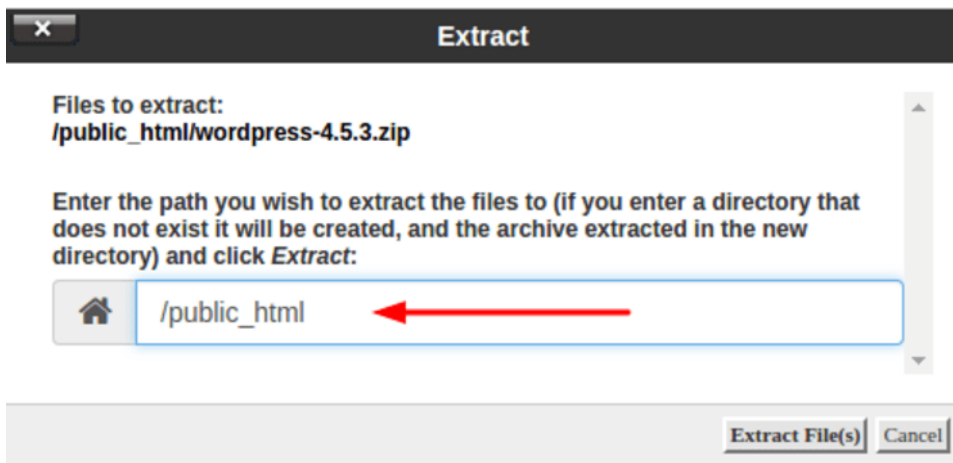 Extract
Files to extract:
/public_html/wordpress-4.5.3.zip
Enter the path you wish to extract the files to (if you enter a directory that
does not exist it will be created, and the archive extracted in the new
directory) and click Extract:
/public_html
Extract File(s) Cancel